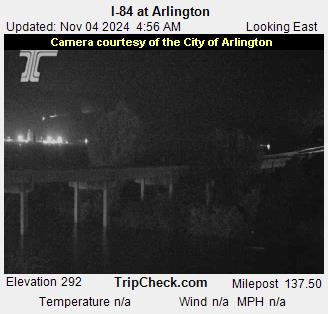 I-84 at Arlington
Updated: Nov 04 2024 4:56 AM Looking East
Camera courtesy of the City of Arlington
Elevation 292 TripCheck.com Milepost 137.50
Temperature n/a Wind n/a MPH n/a